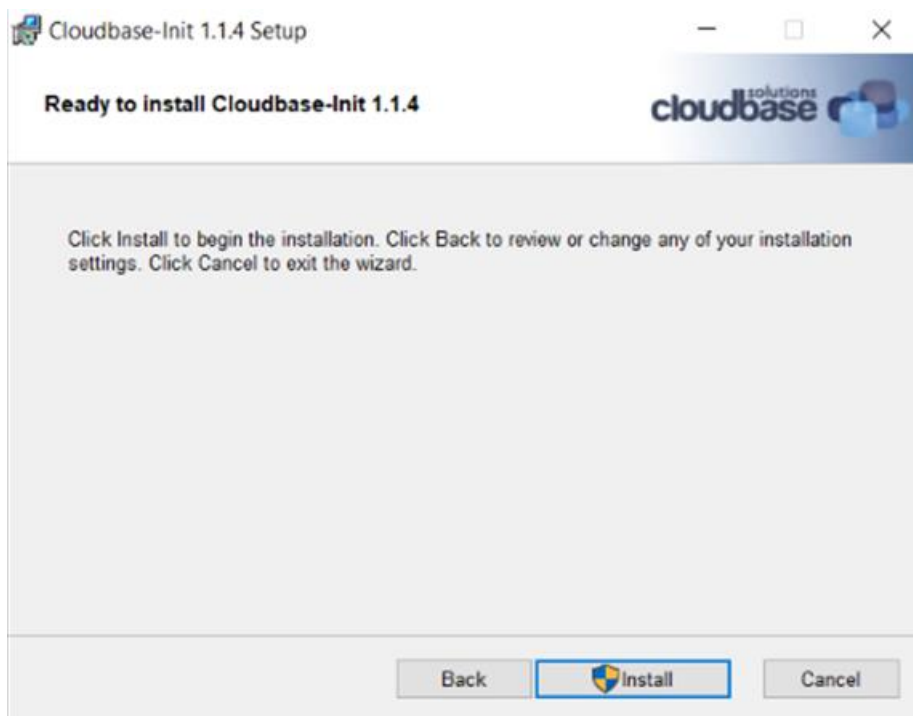 Cloudbase-Init 1.1.4 Setup
Ready to install Cloudbase-Init 1.1.4
solutions
cloudbase
Click Install to begin the installation. Click Back to review or change any of your installation
settings. Click Cancel to exit the wizard.
Back Install Cancel